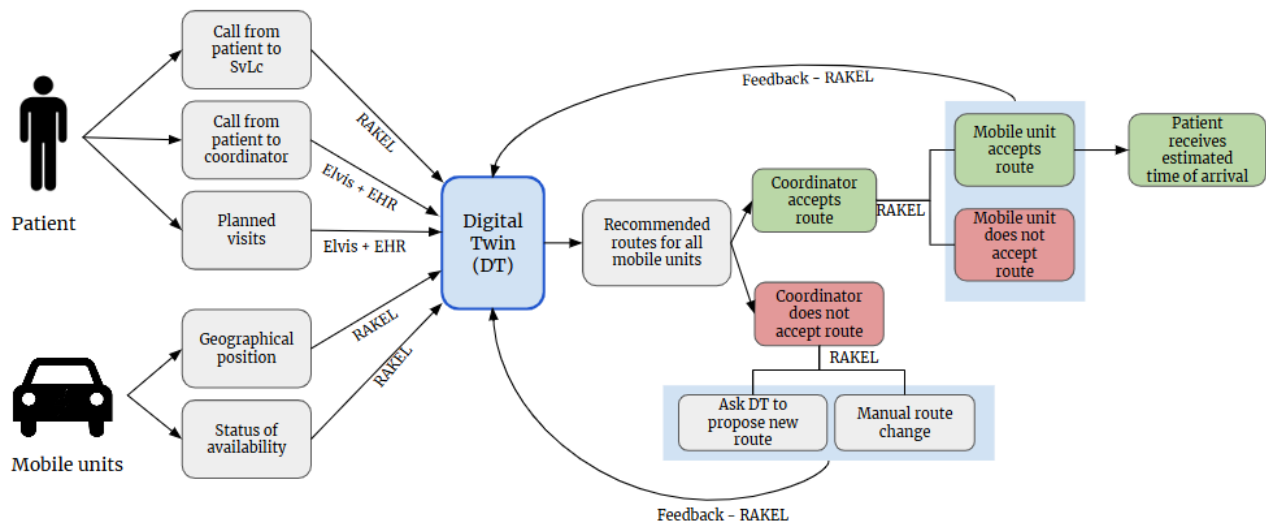 Call from
patient to
SvLc
Call from
patient to
coordinator
Planned
visits
Patient
Geographical
position
Status of
availability
Mobile units
RAKEL
Elvis + EHR
Elvis + EHR
RAKEL
RAKEL
Digital
Twin
(DT)
Recommended
routes for all
mobile units
Feedback - RAKEL
Coordinator
accepts
route
RAKEL
Mobile unit
accepts
route
Mobile unit
does not
accept
route
Patient
receives
estimated
time of arrival
Coordinator
does not
accept route
RAKEL
Ask DT to
propose new
route
Manual route
change
Feedback - RAKEL